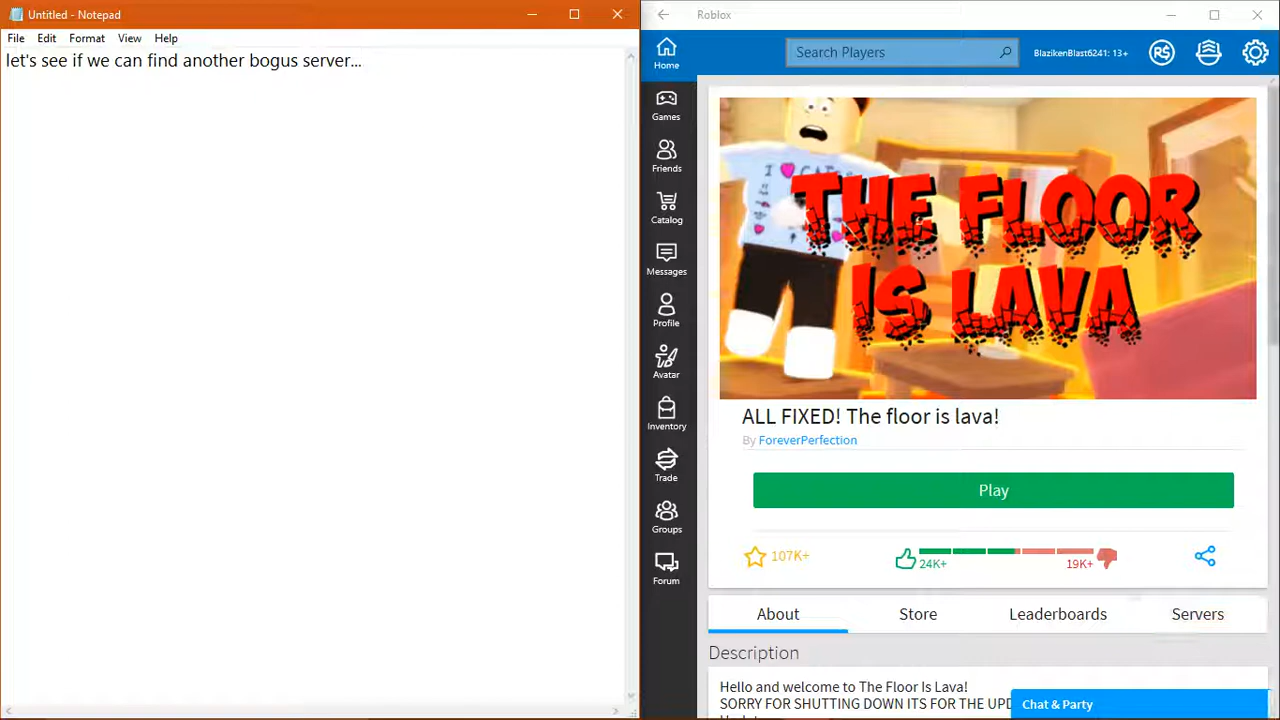 Untitled - Notepad
File Edit Format View Help
let's see if we can find another bogus server...
Roblox
Home
Search Players
BlazikenBlast6241: 13+
R$
Games
Friends
Catalog
Messages
Profile
Avatar
Inventory
Trade
Groups
Forum
I CATS
THE FLOOR
IS LAVA
ALL FIXED! The floor is lava!
By ForeverPerfection
Play
107K+
24K+
19K+
About Store Leaderboards Servers
Description
Hello and welcome to The Floor Is Lava!
SORRY FOR SHUTTING DOWN ITS FOR THE UPD
Chat & Party